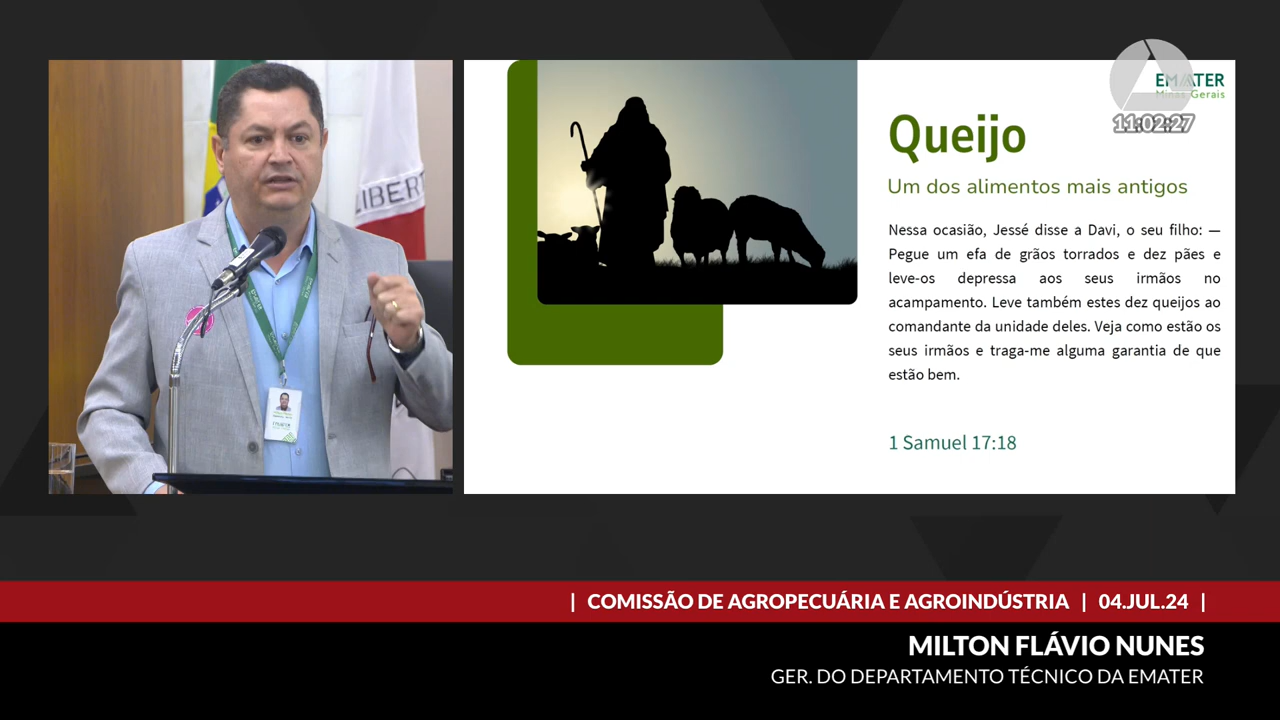 LIBERT
EMATER
Minas Gerais
11:02:27
Queijo
Um dos alimentos mais antigos
Nessa ocasião, Jessé disse a Davi, o seu filho: —
Pegue um efa de grãos torrados e dez pães e
leve-os depressa aos seus irmãos no
acampamento. Leve também estes dez queijos ao
comandante da unidade deles. Veja como estão os
seus irmãos e traga-me alguma garantia de que
estão bem.
1 Samuel 17:18
| COMISSÃO DE AGROPECUÁRIA E AGROINDÚSTRIA | 04.JUL.24 |
MILTON FLÁVIO NUNES
GER. DO DEPARTAMENTO TÉCNICO DA EMATER